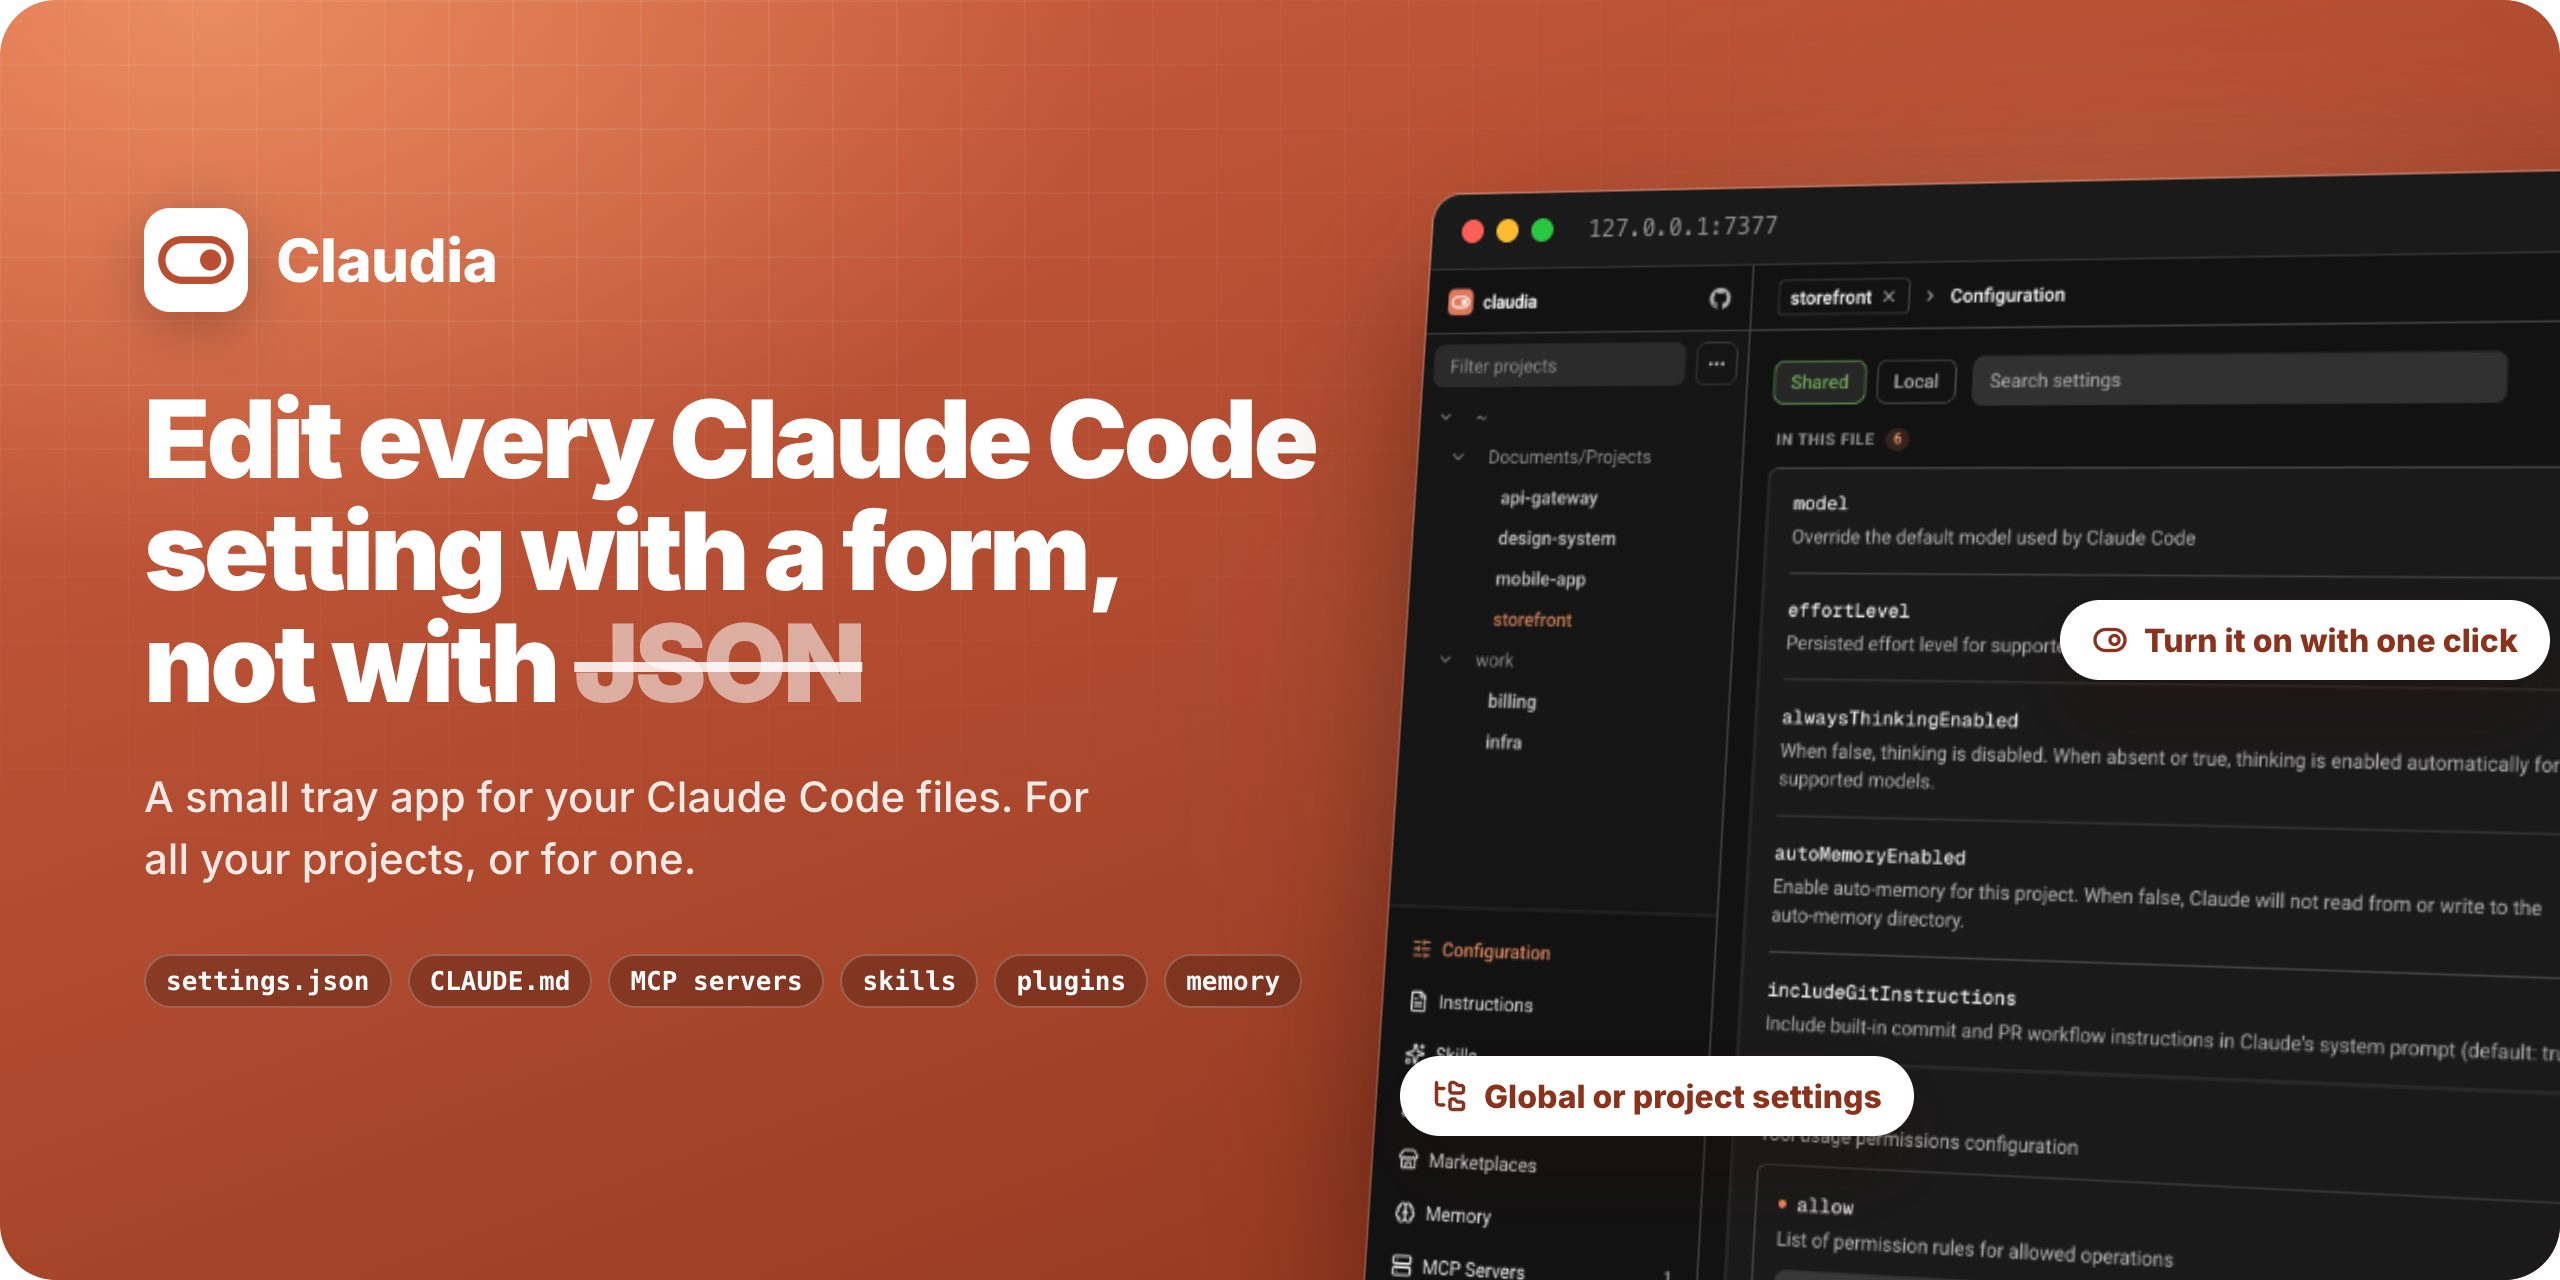 Claudia
Edit every Claude Code
setting with a form,
not with JSON
A small tray app for your Claude Code files. For
all your projects, or for one.
settings.json
CLAUDE.md
MCP servers
skills
plugins
memory
127.0.0.1:7377
claudia
Filter projects
~
Documents/Projects
api-gateway
design-system
mobile-app
storefront
work
billing
infra
Configuration
Instructions
Skills
Global or project settings
Marketplaces
Memory
MCP Servers 1
storefront
Configuration
Shared
Local
Search settings
IN THIS FILE 6
model
Override the default model used by Claude Code
effortLevel
Persisted effort level for
Turn it on with one click
alwaysThinkingEnabled
When false, thinking is disabled. When absent or true, thinking is enabled automatically for
supported models.
autoMemoryEnabled
Enable auto-memory for this project. When false, Claude will not read from or write to the
auto-memory directory.
includeGitInstructions
Include built-in commit and PR workflow instructions in Claude's system prompt (default:
Tool usage permissions configuration
allow
List of permission rules for allowed operations